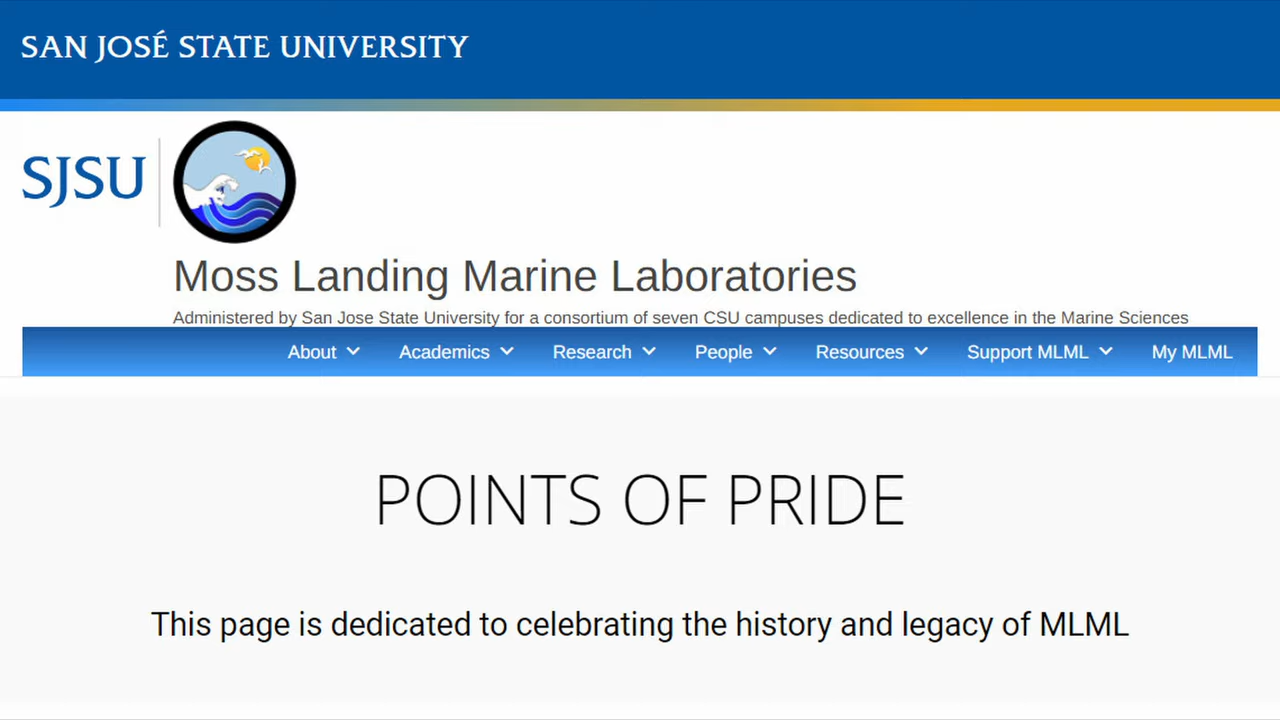 SAN JOSÉ STATE UNIVERSITY
SJSU
Moss Landing Marine Laboratories
Administered by San Jose State University for a consortium of seven CSU campuses dedicated to excellence in the Marine Sciences
About Academics Research People Resources Support MLML My MLML
POINTS OF PRIDE
This page is dedicated to celebrating the history and legacy of MLML